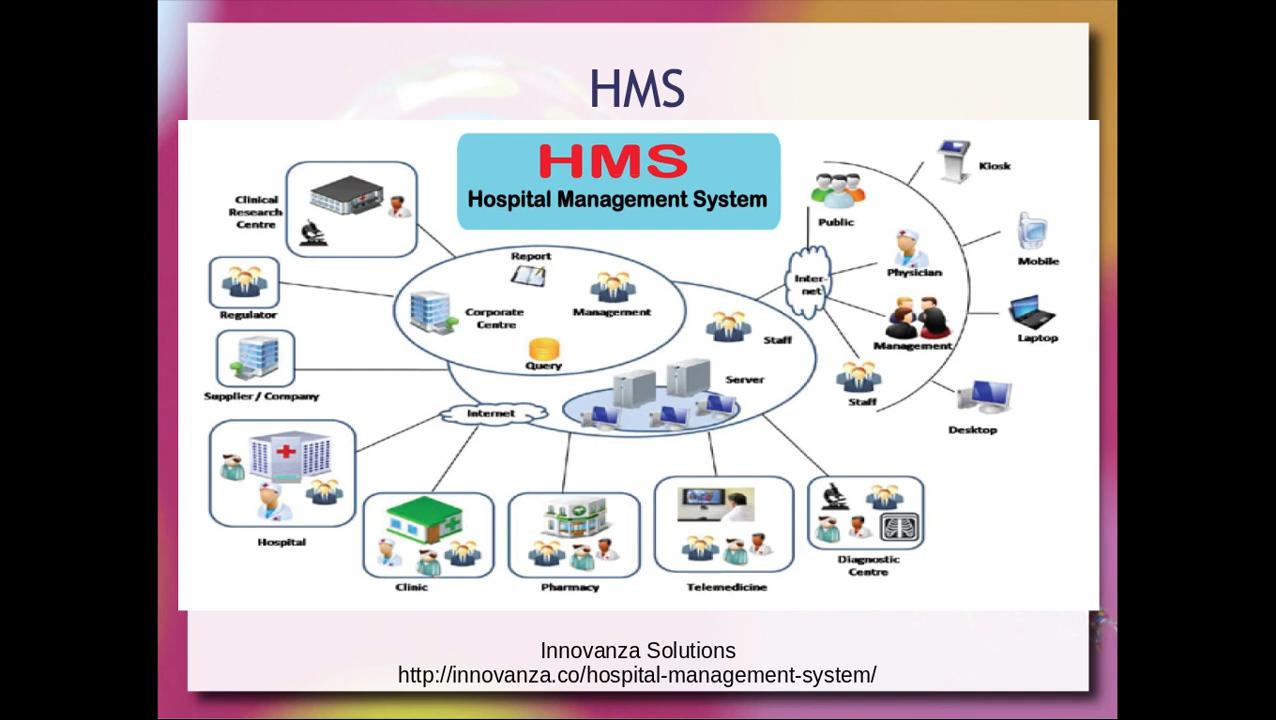 HMS
HMS
Hospital Management System
Clinical
Research
Centre
Regulator
Supplier / Company
Hospital
Report
Corporate
Centre
Management
Query
Staff
Server
Internet
Clinic
Pharmacy
Telemedicine
Diagnostic
Centre
Inter-
net
Public
Physician
Management
Staff
Kiosk
Mobile
Laptop
Desktop
Innovanza Solutions
http://innovanza.co/hospital-management-system/